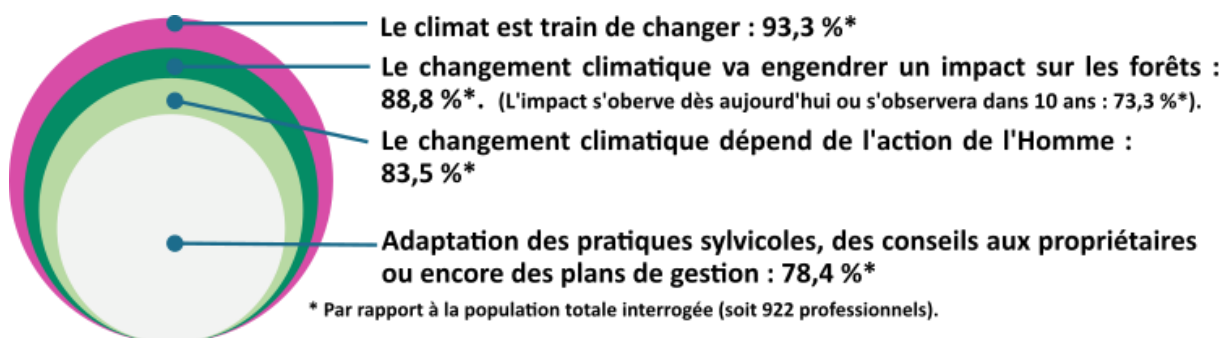 Le climat est train de changer : 93,3 %*
Le changement climatique va engendrer un impact sur les forêts :
88,8 %*. (L'impact s'oberve dès aujourd'hui ou s'observera dans 10 ans : 73,3 %*).
Le changement climatique dépend de l'action de l'Homme :
83,5 %*
Adaptation des pratiques sylvicoles, des conseils aux propriétaires
ou encore des plans de gestion : 78,4 %*
* Par rapport à la population totale interrogée (soit 922 professionnels).